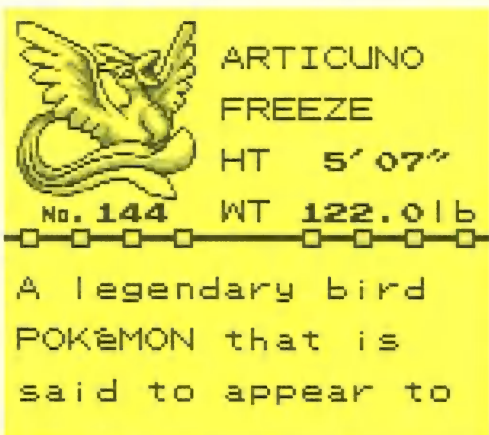 ARTICUNO
FREEZE
HT 5′07″
No.144 WT 122.0lb
A legendary bird
POKéMON that is
said to appear to